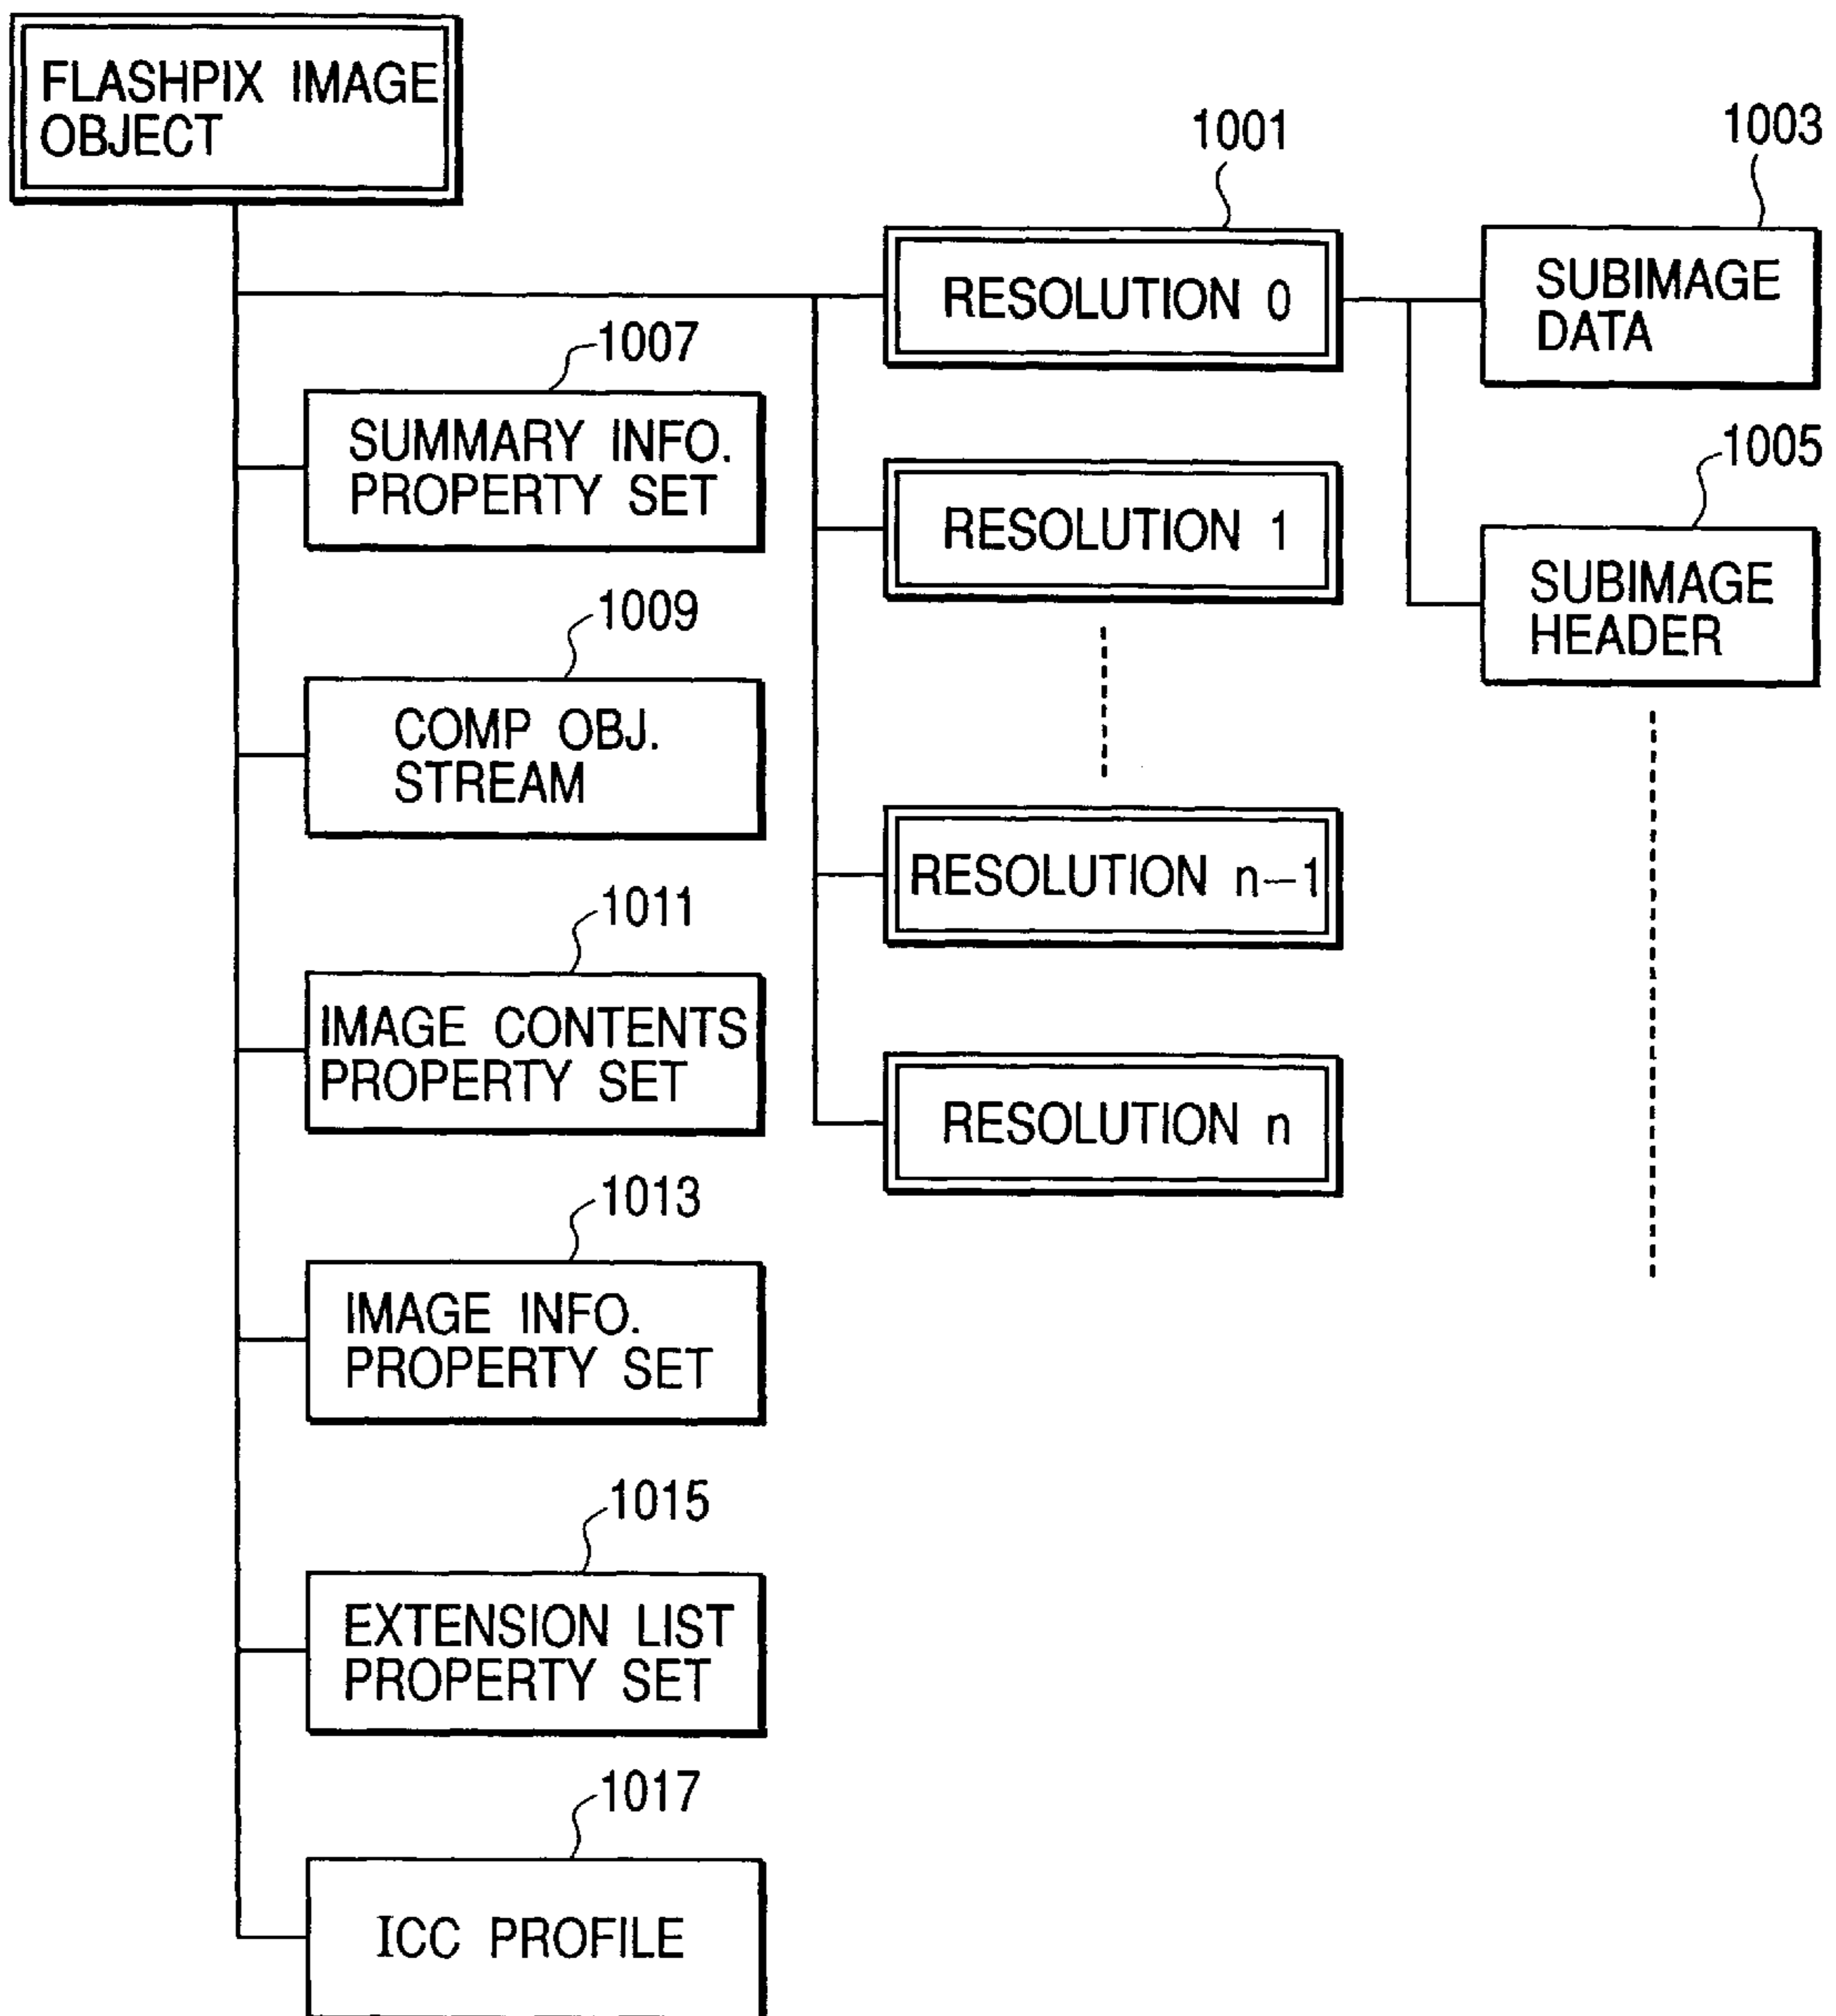 FLASHPIX IMAGE
OBJECT
1001
RESOLUTION 0
1003
SUBIMAGE
DATA
1005
SUBIMAGE
HEADER
RESOLUTION 1
RESOLUTION n-1
RESOLUTION n
1007
SUMMARY INFO.
PROPERTY SET
1009
COMP OBJ.
STREAM
1011
IMAGE CONTENTS
PROPERTY SET
1013
IMAGE INFO.
PROPERTY SET
1015
EXTENSION LIST
PROPERTY SET
1017
ICC PROFILE